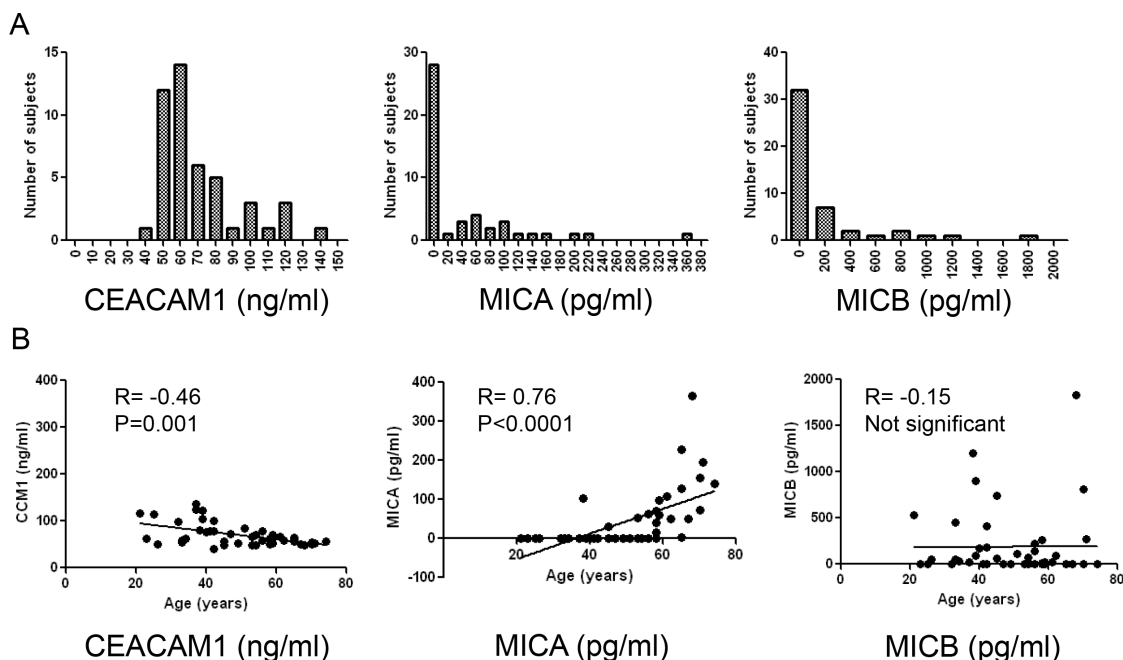 A
15
10
5
0
Number of subjects
0 10 20 30 40 50 60 70 80 90 100 110 120 140 150
CEACAM1 (ng/ml)
30
20
10
0
Number of subjects
0 20 40 60 80 100 120 140 160 200 220 260 280 300 320 340 360 380
MICA (pg/ml)
40
30
20
10
0
Number of subjects
0 200 400 600 800 1000 1200 1400 1600 1800 2000
MICB (pg/ml)
B
R= -0.46
P=0.001
400
300
200
100
0
CCM1 (ng/ml)
0 20 40 60 80
Age (years)
CEACAM1 (ng/ml)
R= 0.76
P<0.0001
400
300
200
100
0
-100
MICA (pg/ml)
20 40 60 80
Age (years)
MICA (pg/ml)
R= -0.15
Not significant
2000
1500
1000
500
0
MICB (pg/ml)
0 20 40 60 80
Age (years)
MICB (pg/ml)